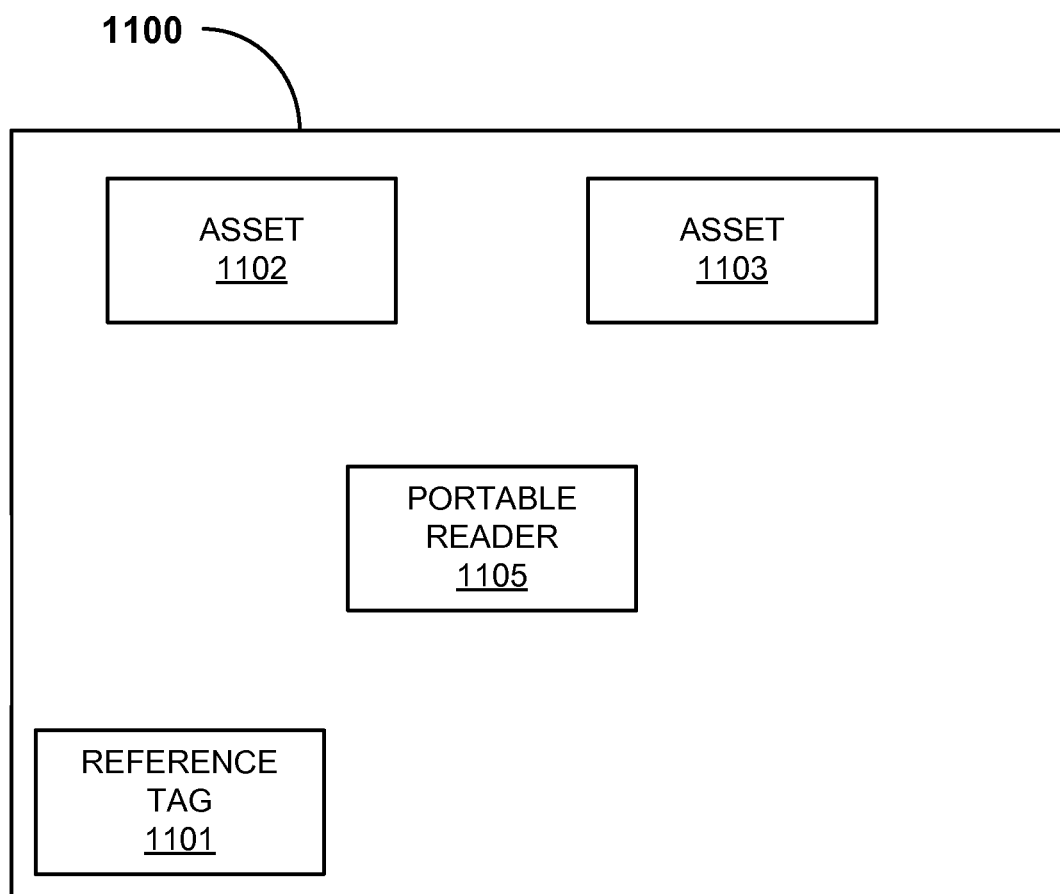 1100
ASSET
1102
ASSET
1103
PORTABLE
READER
1105
REFERENCE
TAG
1101